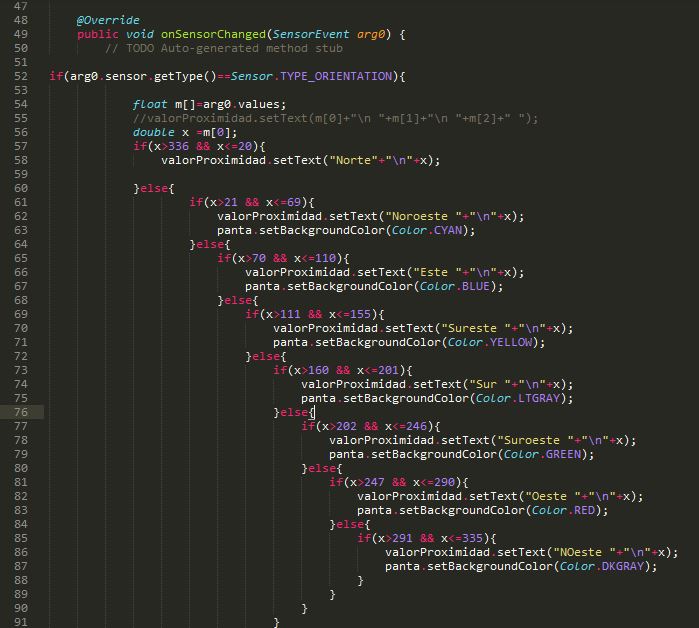 47
48 @Override
49 public void onSensorChanged(SensorEvent arg0) {
50 // TODO Auto-generated method stub
51
52 if(arg0.sensor.getType()==Sensor.TYPE_ORIENTATION){
53
54 float m[]=arg0.values;
55 //valorProximidad.setText(m[0]+"\n "+m[1]+"\n "+m[2]+" ");
56 double x =m[0];
57 if(x>336 && x<=20){
58 valorProximidad.setText("Norte"+"\n"+x);
59
60 }else{
61 if(x>21 && x<=69){
62 valorProximidad.setText("Noroeste "+"\n"+x);
63 panta.setBackgroundColor(Color.CYAN);
64 }else{
65 if(x>70 && x<=110){
66 valorProximidad.setText("Este "+"\n"+x);
67 panta.setBackgroundColor(Color.BLUE);
68 }else{
69 if(x>111 && x<=155){
70 valorProximidad.setText("Sureste "+"\n"+x);
71 panta.setBackgroundColor(Color.YELLOW);
72 }else{
73 if(x>160 && x<=201){
74 valorProximidad.setText("Sur "+"\n"+x);
75 panta.setBackgroundColor(Color.LTGRAY);
76 }else{
77 if(x>202 && x<=246){
78 valorProximidad.setText("Suroeste "+"\n"+x);
79 panta.setBackgroundColor(Color.GREEN);
80 }else{
81 if(x>247 && x<=290){
82 valorProximidad.setText("Oeste "+"\n"+x);
83 panta.setBackgroundColor(Color.RED);
84 }else{
85 if(x>291 && x<=335){
86 valorProximidad.setText("NOeste "+"\n"+x);
87 panta.setBackgroundColor(Color.DKGRAY);
88 }
89 }
90 }
91 }